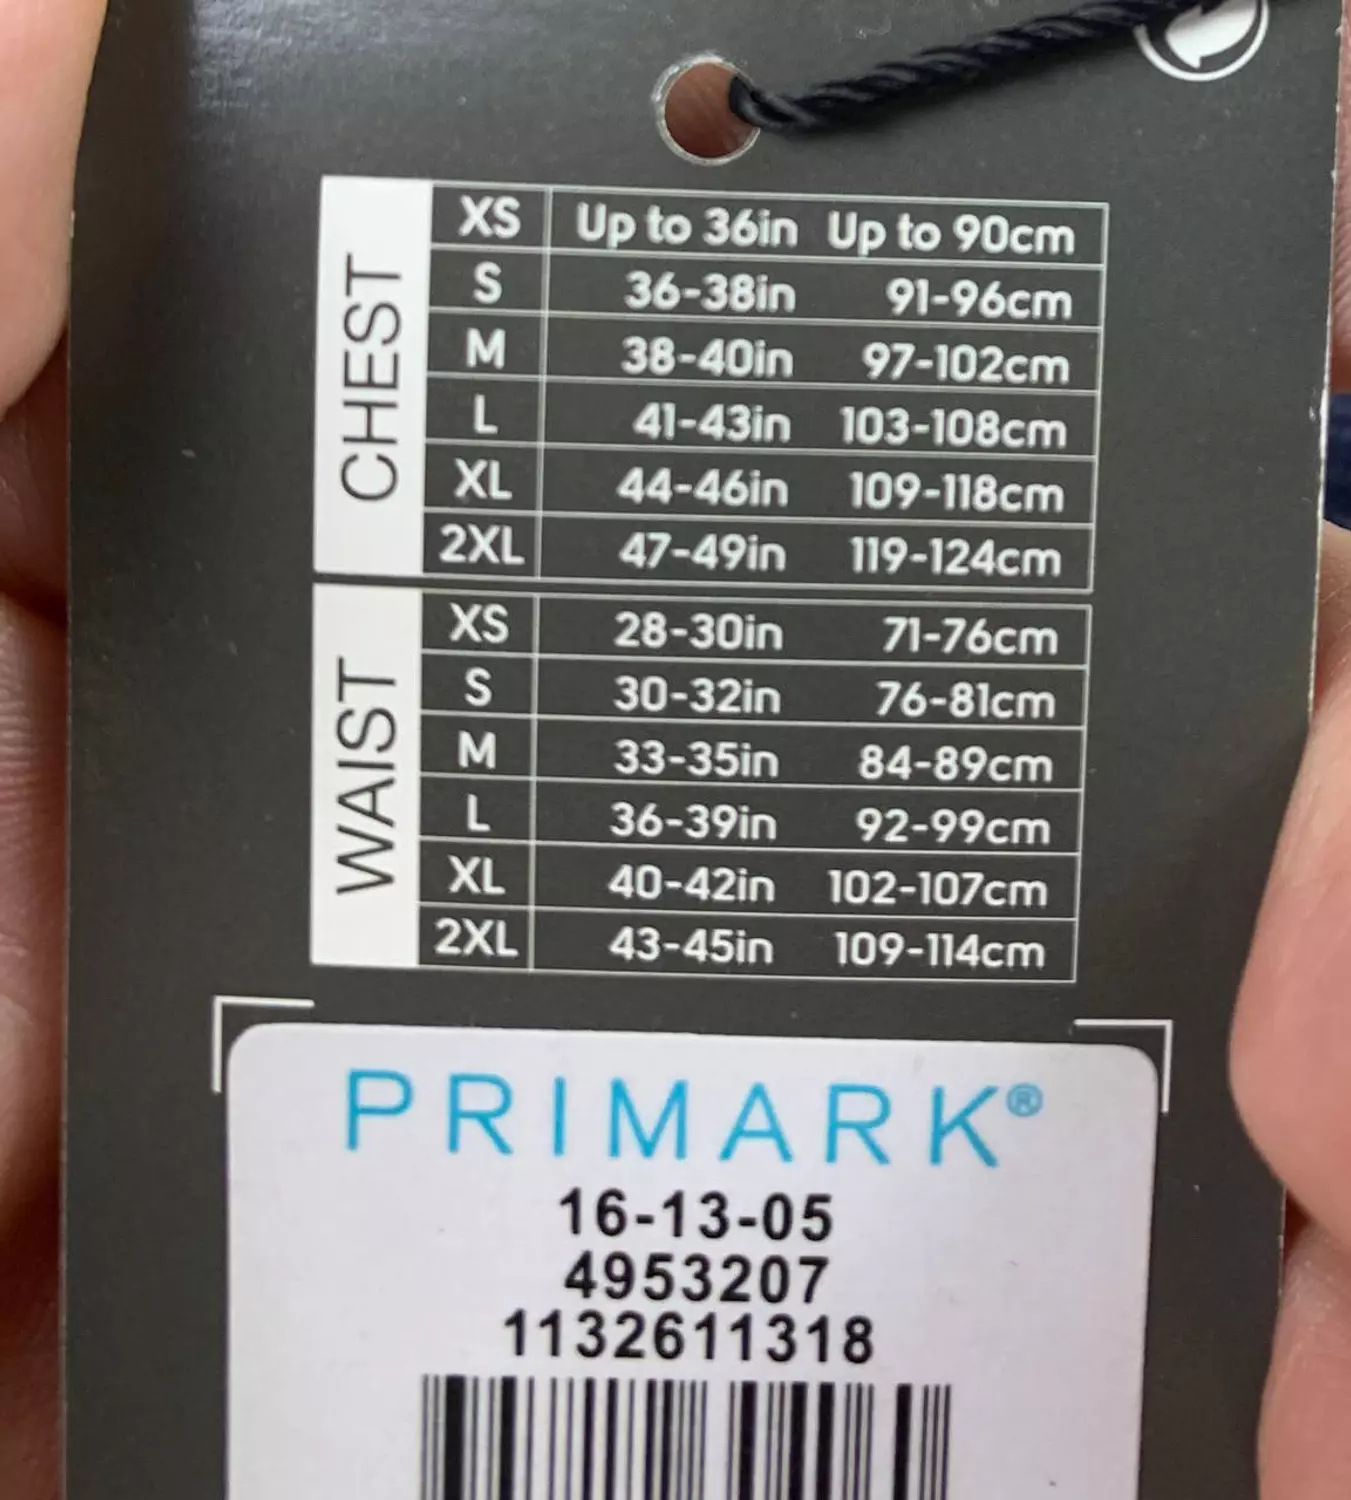 CHEST
XS Up to 36in Up to 90cm
S 36-38in 91-96cm
M 38-40in 97-102cm
L 41-43in 103-108cm
XL 44-46in 109-118cm
2XL 47-49in 119-124cm
WAIST
XS 28-30in 71-76cm
S 30-32in 76-81cm
M 33-35in 84-89cm
L 36-39in 92-99cm
XL 40-42in 102-107cm
2XL 43-45in 109-114cm
PRIMARK®
16-13-05
4953207
1132611318